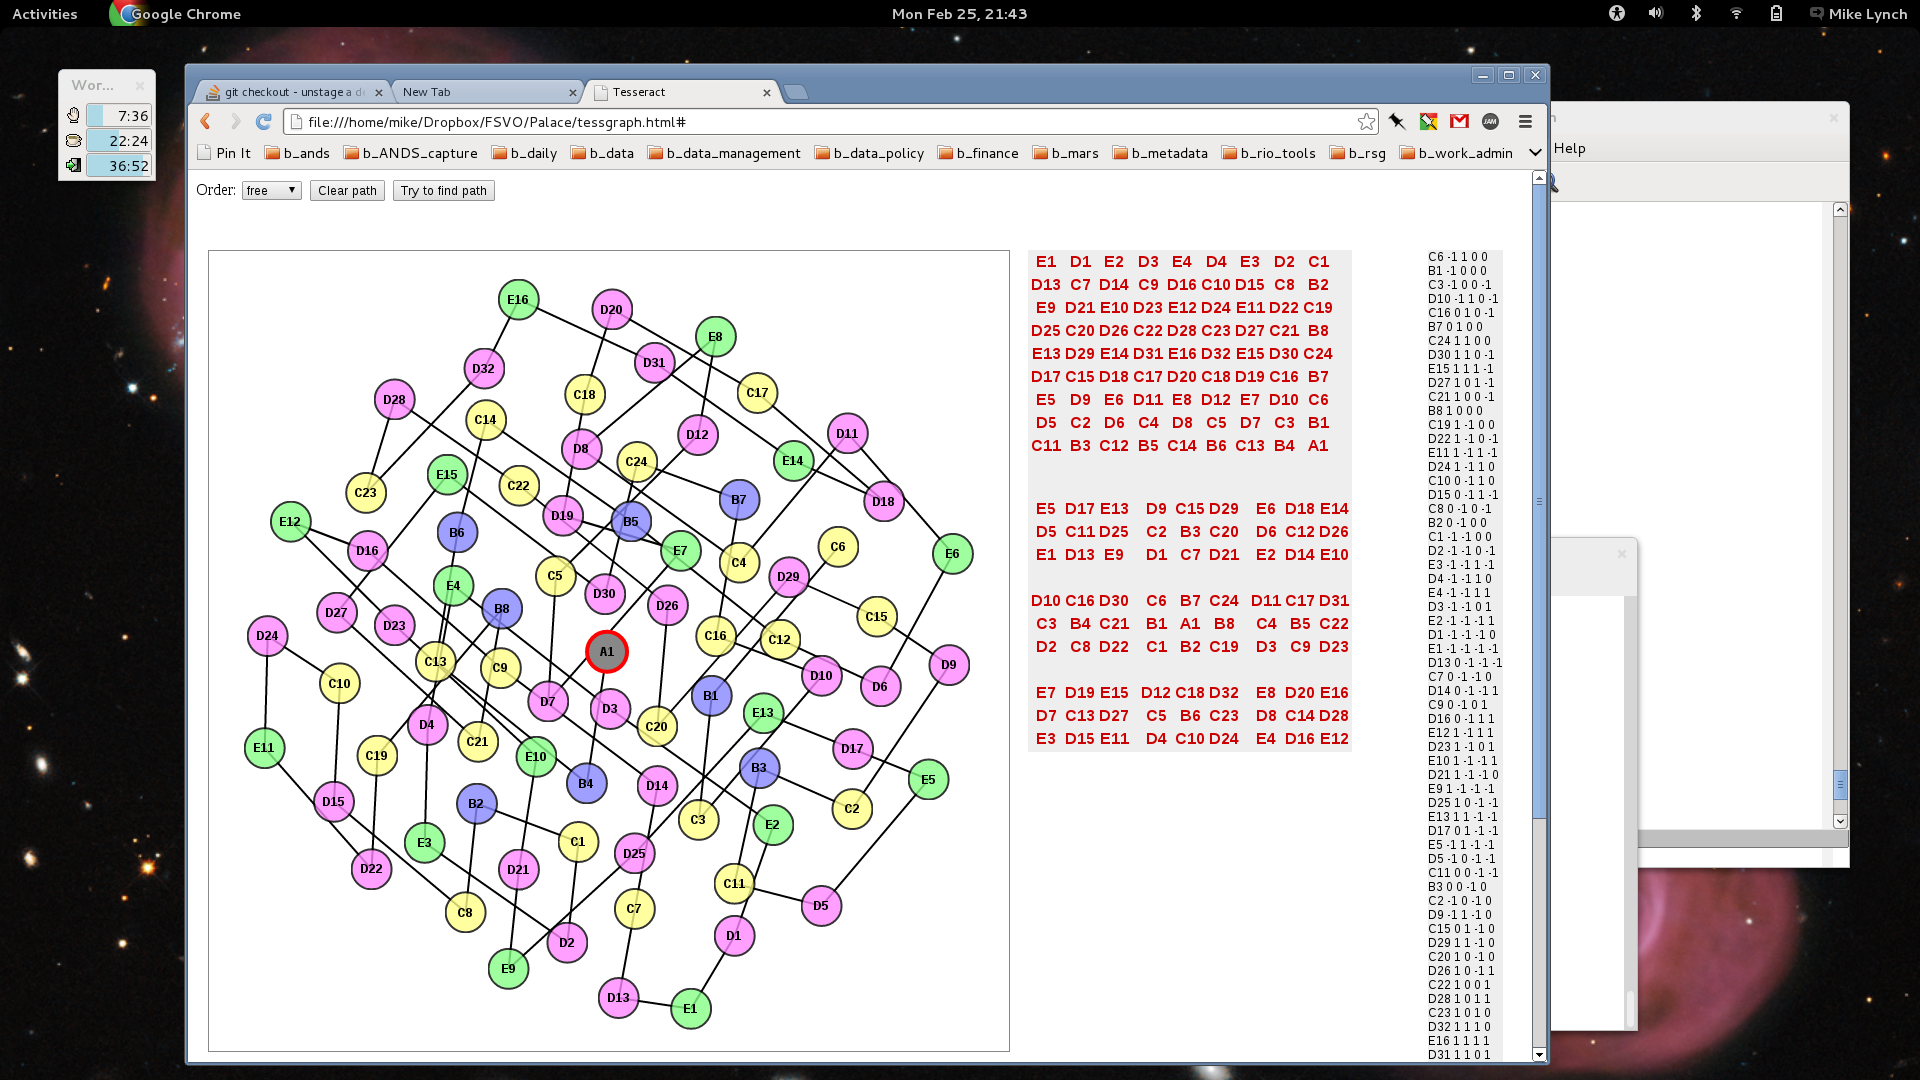 Activities Google Chrome Mon Feb 25, 21:43 Mike Lynch
Wor...
7:36
22:24
36:52
git checkout - unstage a d
New Tab
Tesseract
file:///home/mike/Dropbox/FSVO/Palace/tessgraph.html#
Pin It b_ands b_ANDS_capture b_daily b_data b_data_management b_data_policy b_finance b_mars b_metadata b_rio_tools b_rsg b_work_admin
Help
Order: free Clear path Try to find path
E16
D20
E8
D31
D32
C17
C18
D28
C14
D11
D12
D8
C24
E14
E15
C22
C23
B7
D18
D19
E12
B5
B6
C6
D16
E7
E6
C4
C5
D29
E4
D30
D26
B8
D27
C15
D23
D24
C16
C12
A1
C13
D9
C9
D10
C10
D6
B1
D7
D3
E13
D4
C20
C21
E11
D17
C19
E10
B3
E5
B4
D14
D15
B2
C2
C3
E2
E3
C1
D25
D22
D21
C11
D5
C7
C8
D1
D2
E9
D13
E1
E1 D1 E2 D3 E4 D4 E3 D2 C1
D13 C7 D14 C9 D16 C10 D15 C8 B2
E9 D21 E10 D23 E12 D24 E11 D22 C19
D25 C20 D26 C22 D28 C23 D27 C21 B8
E13 D29 E14 D31 E16 D32 E15 D30 C24
D17 C15 D18 C17 D20 C18 D19 C16 B7
E5 D9 E6 D11 E8 D12 E7 D10 C6
D5 C2 D6 C4 D8 C5 D7 C3 B1
C11 B3 C12 B5 C14 B6 C13 B4 A1
E5 D17 E13 D9 C15 D29 E6 D18 E14
D5 C11 D25 C2 B3 C20 D6 C12 D26
E1 D13 E9 D1 C7 D21 E2 D14 E10
D10 C16 D30 C6 B7 C24 D11 C17 D31
C3 B4 C21 B1 A1 B8 C4 B5 C22
D2 C8 D22 C1 B2 C19 D3 C9 D23
E7 D19 E15 D12 C18 D32 E8 D20 E16
D7 C13 D27 C5 B6 C23 D8 C14 D28
E3 D15 E11 D4 C10 D24 E4 D16 E12
C6 -1 1 0 0
B1 -1 0 0 0
C3 -1 0 0 -1
D10 -1 1 0 -1
C16 0 1 0 -1
B7 0 1 0 0
C24 1 1 0 0
D30 1 1 0 -1
E15 1 1 1 -1
D27 1 0 1 -1
C21 1 0 0 -1
B8 1 0 0 0
C19 1 -1 0 0
D22 1 -1 0 -1
E11 1 -1 1 -1
D24 1 -1 1 0
C10 0 -1 1 0
D15 0 -1 1 -1
C8 0 -1 0 -1
B2 0 -1 0 0
C1 -1 -1 0 0
D2 -1 -1 0 -1
E3 -1 -1 1 -1
D4 -1 -1 1 0
E4 -1 -1 1 1
D3 -1 -1 0 1
E2 -1 -1 -1 1
D1 -1 -1 -1 0
E1 -1 -1 -1 -1
D13 0 -1 -1 -1
C7 0 -1 -1 0
D14 0 -1 -1 1
C9 0 -1 0 1
D16 0 -1 1 1
E12 1 -1 1 1
D23 1 -1 0 1
E10 1 -1 -1 1
D21 1 -1 -1 0
E9 1 -1 -1 -1
D25 1 0 -1 -1
E13 1 1 -1 -1
D17 0 1 -1 -1
E5 -1 1 -1 -1
D5 -1 0 -1 -1
C11 0 0 -1 -1
B3 0 0 -1 0
C2 -1 0 -1 0
D9 -1 1 -1 0
C15 0 1 -1 0
D29 1 1 -1 0
C20 1 0 -1 0
D26 1 0 -1 1
C22 1 0 0 1
D28 1 0 1 1
C23 1 0 1 0
D32 1 1 1 0
E16 1 1 1 1
D31 1 1 0 1